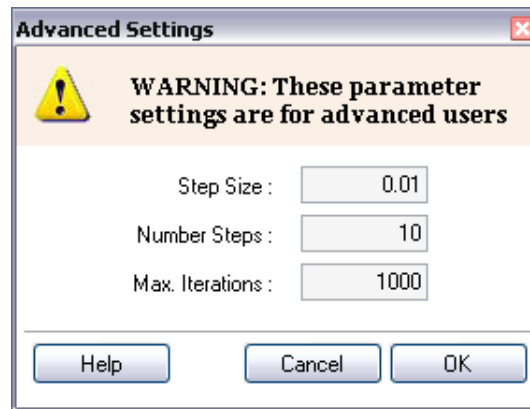 Advanced Settings
WARNING: These parameter
settings are for advanced users
Step Size : 0.01
Number Steps : 10
Max. Iterations : 1000
Help Cancel OK